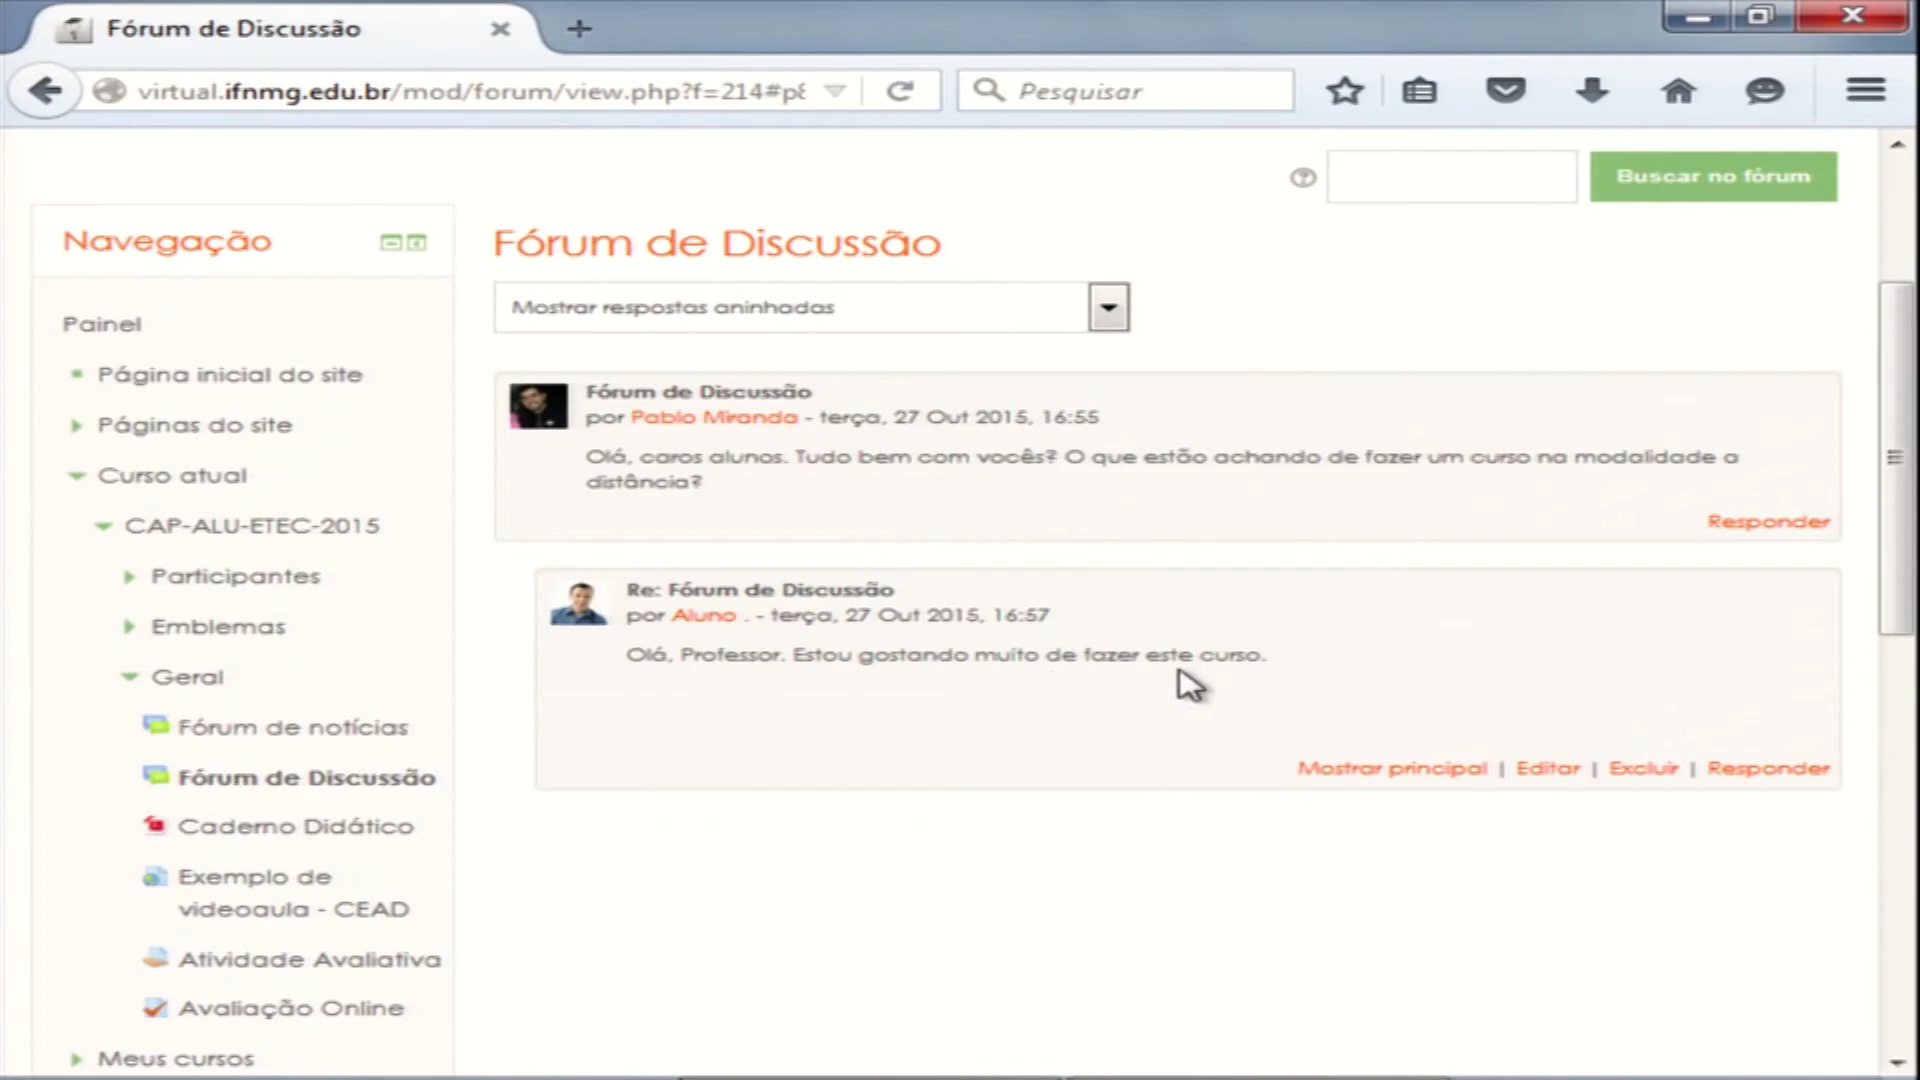 Fórum de Discussão
virtual.ifnmg.edu.br/mod/forum/view.php?f=214#p8
Pesquisar
Buscar no fórum
Navegação
Painel
Página inicial do site
Páginas do site
Curso atual
CAP-ALU-ETEC-2015
Participantes
Emblemas
Geral
Fórum de notícias
Fórum de Discussão
Caderno Didático
Exemplo de
videoaula - CEAD
Atividade Avaliativa
Avaliação Online
Meus cursos
Fórum de Discussão
Mostrar respostas aninhadas
Fórum de Discussão
por Pablo Miranda - terça, 27 Out 2015, 16:55
Olá, caros alunos. Tudo bem com vocês? O que estão achando de fazer um curso na modalidade a
distância?
Responder
Re: Fórum de Discussão
por Aluno . - terça, 27 Out 2015, 16:57
Olá, Professor. Estou gostando muito de fazer este curso.
Mostrar principal | Editar | Excluir | Responder